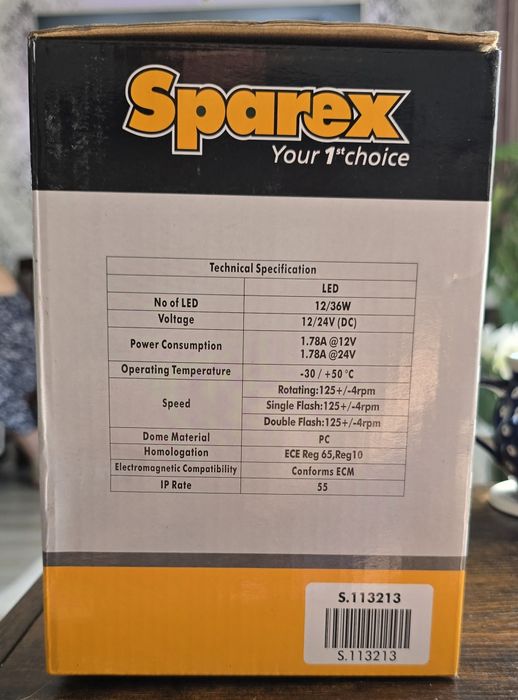 Sparex
Your 1st choice
Technical Specification
LED
No of LED 12/36W
Voltage 12/24V (DC)
Power Consumption 1.78A @12V
1.78A @24V
Operating Temperature -30 / +50 °C
Speed Rotating:125+/-4rpm
Single Flash:125+/-4rpm
Double Flash:125+/-4rpm
Dome Material PC
Homologation ECE Reg 65,Reg10
Electromagnetic Compatibility Conforms ECM
IP Rate 55
S.113213
S.113213